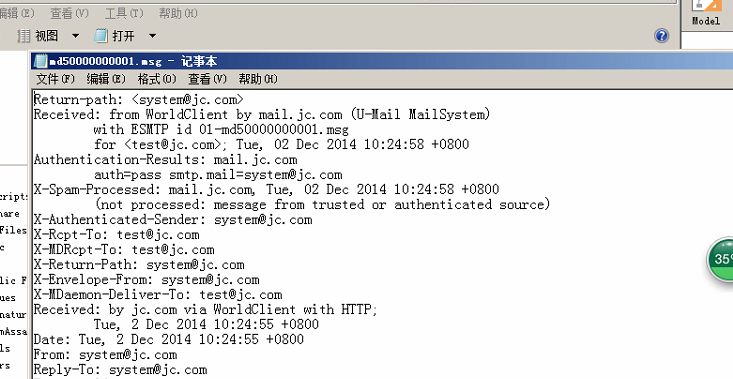 编辑(E) 查看(V) 工具(T) 帮助(H)
视图 打开
Model
md50000000001.msg - 记事本
文件(F) 编辑(E) 格式(O) 查看(V) 帮助(H)
Return-path: <system@jc.com>
Received: from WorldClient by mail.jc.com (U-Mail MailSystem)
with ESMTP id 01-md50000000001.msg
for <test@jc.com>; Tue, 02 Dec 2014 10:24:58 +0800
Authentication-Results: mail.jc.com
auth=pass smtp.mail=system@jc.com
X-Spam-Processed: mail.jc.com, Tue, 02 Dec 2014 10:24:58 +0800
(not processed: message from trusted or authenticated source)
X-Authenticated-Sender: system@jc.com
X-Rcpt-To: test@jc.com
X-MDRcpt-To: test@jc.com
X-Return-Path: system@jc.com
X-Envelope-From: system@jc.com
X-MDaemon-Deliver-To: test@jc.com
Received: by jc.com via WorldClient with HTTP;
Tue, 2 Dec 2014 10:24:55 +0800
Date: Tue, 2 Dec 2014 10:24:55 +0800
From: system@jc.com
Reply-To: system@jc.com
cripts
hare
Files
c
lic F
ues
natur
mAssa
ls
rs
35%